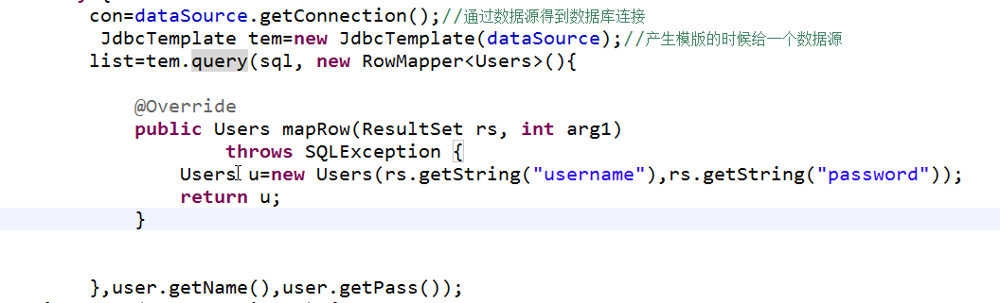 con=dataSource.getConnection();//通过数据源得到数据库连接
JdbcTemplate tem=new JdbcTemplate(dataSource);//产生模版的时候给一个数据源
list=tem.query(sql, new RowMapper<Users>(){
@Override
public Users mapRow(ResultSet rs, int arg1)
throws SQLException {
Users u=new Users(rs.getString("username"),rs.getString("password"));
return u;
}
},user.getName(),user.getPass());